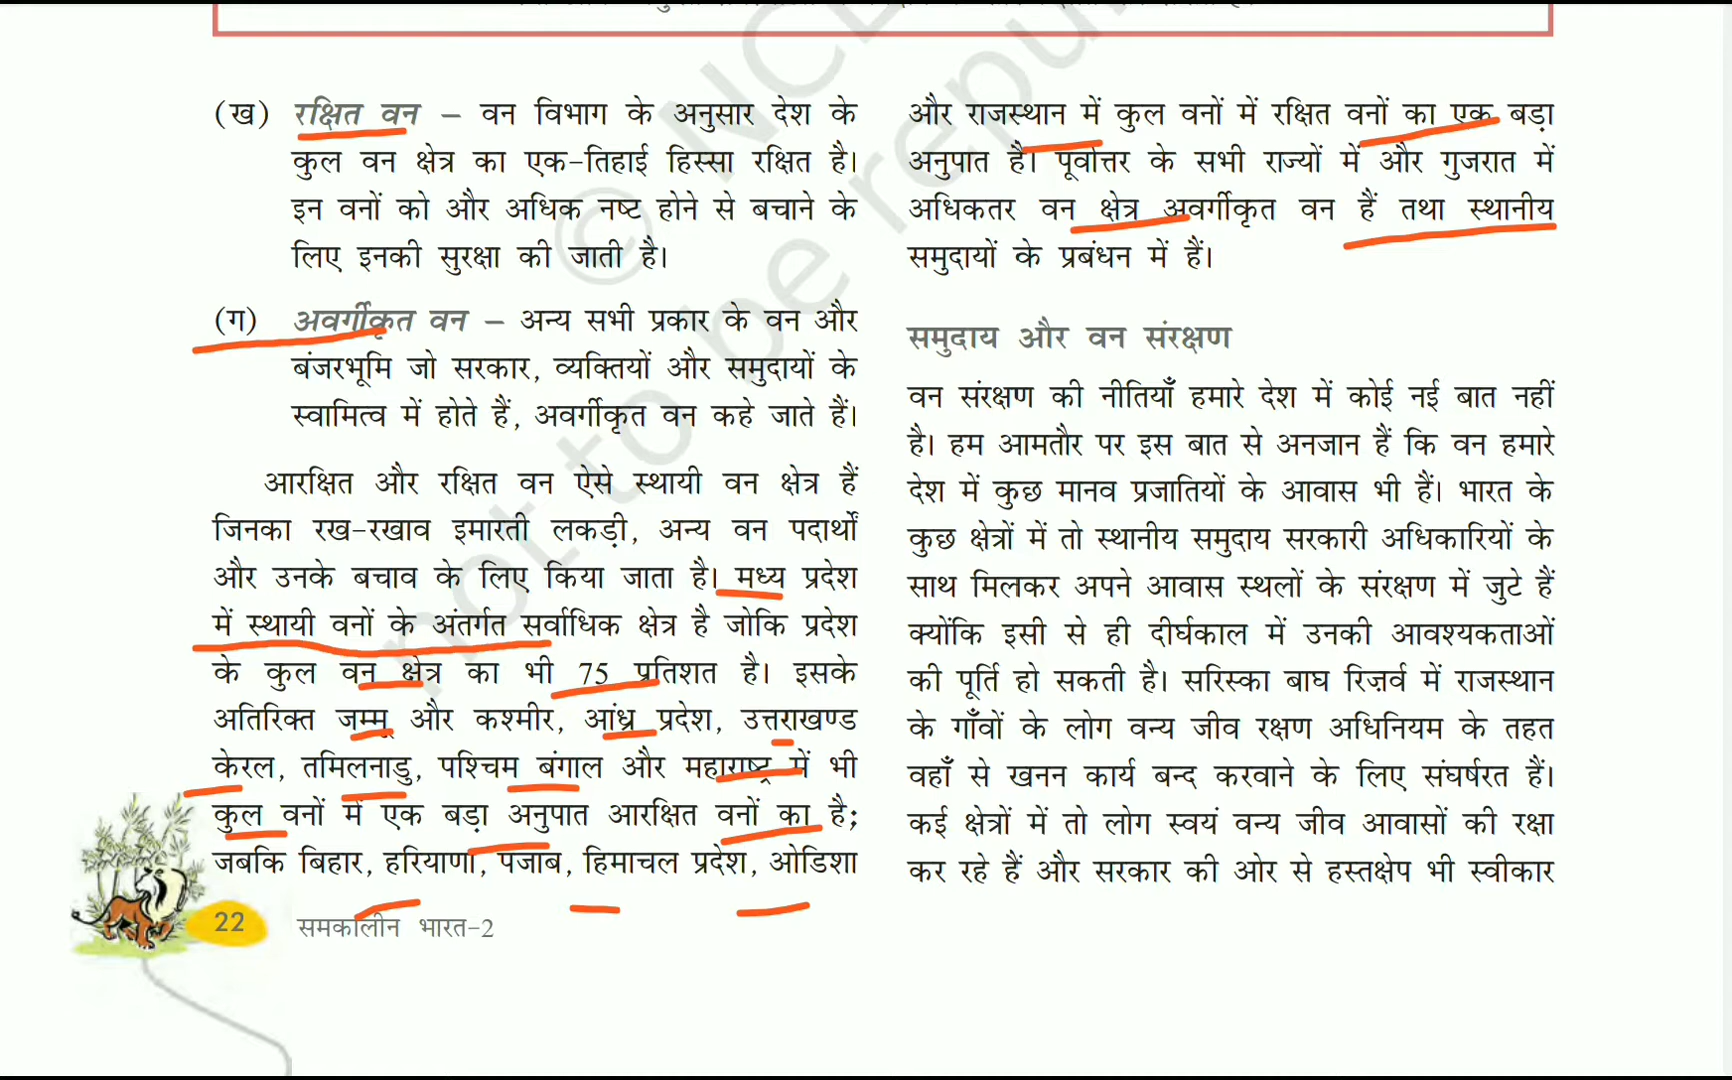 (ख) रक्षित वन – वन विभाग के अनुसार देश के
कुल वन क्षेत्र का एक-तिहाई हिस्सा रक्षित है।
इन वनों को और अधिक नष्ट होने से बचाने के
लिए इनकी सुरक्षा की जाती है।
(ग) अवर्गीकृत वन – अन्य सभी प्रकार के वन और
बंजरभूमि जो सरकार, व्यक्तियों और समुदायों के
स्वामित्व में होते हैं, अवर्गीकृत वन कहे जाते हैं।
आरक्षित और रक्षित वन ऐसे स्थायी वन क्षेत्र हैं
जिनका रख-रखाव इमारती लकड़ी, अन्य वन पदार्थों
और उनके बचाव के लिए किया जाता है। मध्य प्रदेश
में स्थायी वनों के अंतर्गत सर्वाधिक क्षेत्र है जोकि प्रदेश
के कुल वन क्षेत्र का भी 75 प्रतिशत है। इसके
अतिरिक्त जम्मू और कश्मीर, आंध्र प्रदेश, उत्तराखण्ड
केरल, तमिलनाडु, पश्चिम बंगाल और महाराष्ट्र में भी
कुल वनों में एक बड़ा अनुपात आरक्षित वनों का है;
जबकि बिहार, हरियाणा, पंजाब, हिमाचल प्रदेश, ओडिशा
और राजस्थान में कुल वनों में रक्षित वनों का एक बड़ा
अनुपात है। पूर्वोत्तर के सभी राज्यों में और गुजरात में
अधिकतर वन क्षेत्र अवर्गीकृत वन हैं तथा स्थानीय
समुदायों के प्रबंधन में हैं।
समुदाय और वन संरक्षण
वन संरक्षण की नीतियाँ हमारे देश में कोई नई बात नहीं
है। हम आमतौर पर इस बात से अनजान हैं कि वन हमारे
देश में कुछ मानव प्रजातियों के आवास भी हैं। भारत के
कुछ क्षेत्रों में तो स्थानीय समुदाय सरकारी अधिकारियों के
साथ मिलकर अपने आवास स्थलों के संरक्षण में जुटे हैं
क्योंकि इसी से ही दीर्घकाल में उनकी आवश्यकताओं
की पूर्ति हो सकती है। सरिस्का बाघ रिज़र्व में राजस्थान
के गाँवों के लोग वन्य जीव रक्षण अधिनियम के तहत
वहाँ से खनन कार्य बन्द करवाने के लिए संघर्षरत हैं।
कई क्षेत्रों में तो लोग स्वयं वन्य जीव आवासों की रक्षा
कर रहे हैं और सरकार की ओर से हस्तक्षेप भी स्वीकार
22 समकालीन भारत-2
© NCE
not to be repu